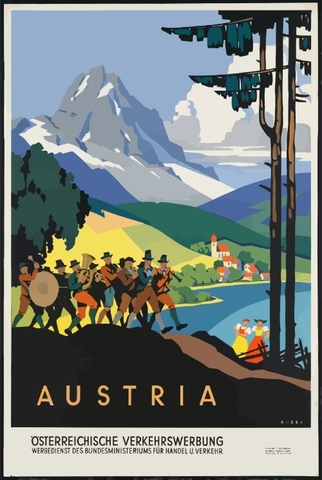 AUSTRIA
ÖSTERREICHISCHE VERKEHRSWERBUNG
WERBEDIENST DES BUNDESMINISTERIUMS FÜR HANDEL U. VERKEHR